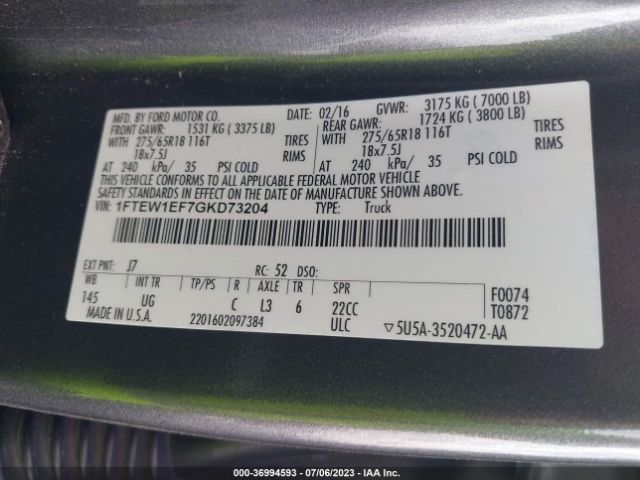 MFD. BY FORD MOTOR CO. 02/16 GVWR: 3175 KG ( 7000 LB)
FRONT GAWR: 1531 KG ( 3375 LB) REAR GAWR: 1724 KG ( 3800 LB)
WITH 275/65R18 116T TIRES WITH 275/65R18 116T TIRES
18x7.5J RIMS 18x7.5J RIMS
AT 240 kPa/ 35 PSI COLD AT 240 kPa/ 35 PSI COLD
THIS VEHICLE CONFORMS TO ALL APPLICABLE FEDERAL MOTOR VEHICLE
SAFETY STANDARDS IN EFFECT ON THE DATE OF MANUFACTURE SHOWN ABOVE.
VIN: 1FTEW1EF7GKD73204 TYPE: Truck
EXT PNT: J7 RC: 52 DSO:
WB INT TR TP/PS R AXLE TR SPR F0074
145 UG C L3 6 22CC T0872
MADE IN U.S.A. 2201602097384 ULC ▽5U5A-3520472-AA
000-36994593 - 07/06/2023 - IAA Inc.